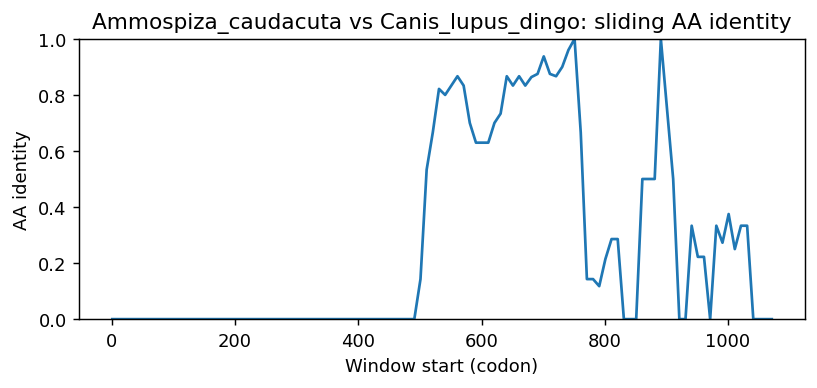 Ammospiza_caudacuta vs Canis_lupus_dingo: sliding AA identity
1.0
0.8
0.6
0.4
0.2
0.0
AA identity
0 200 400 600 800 1000
Window start (codon)